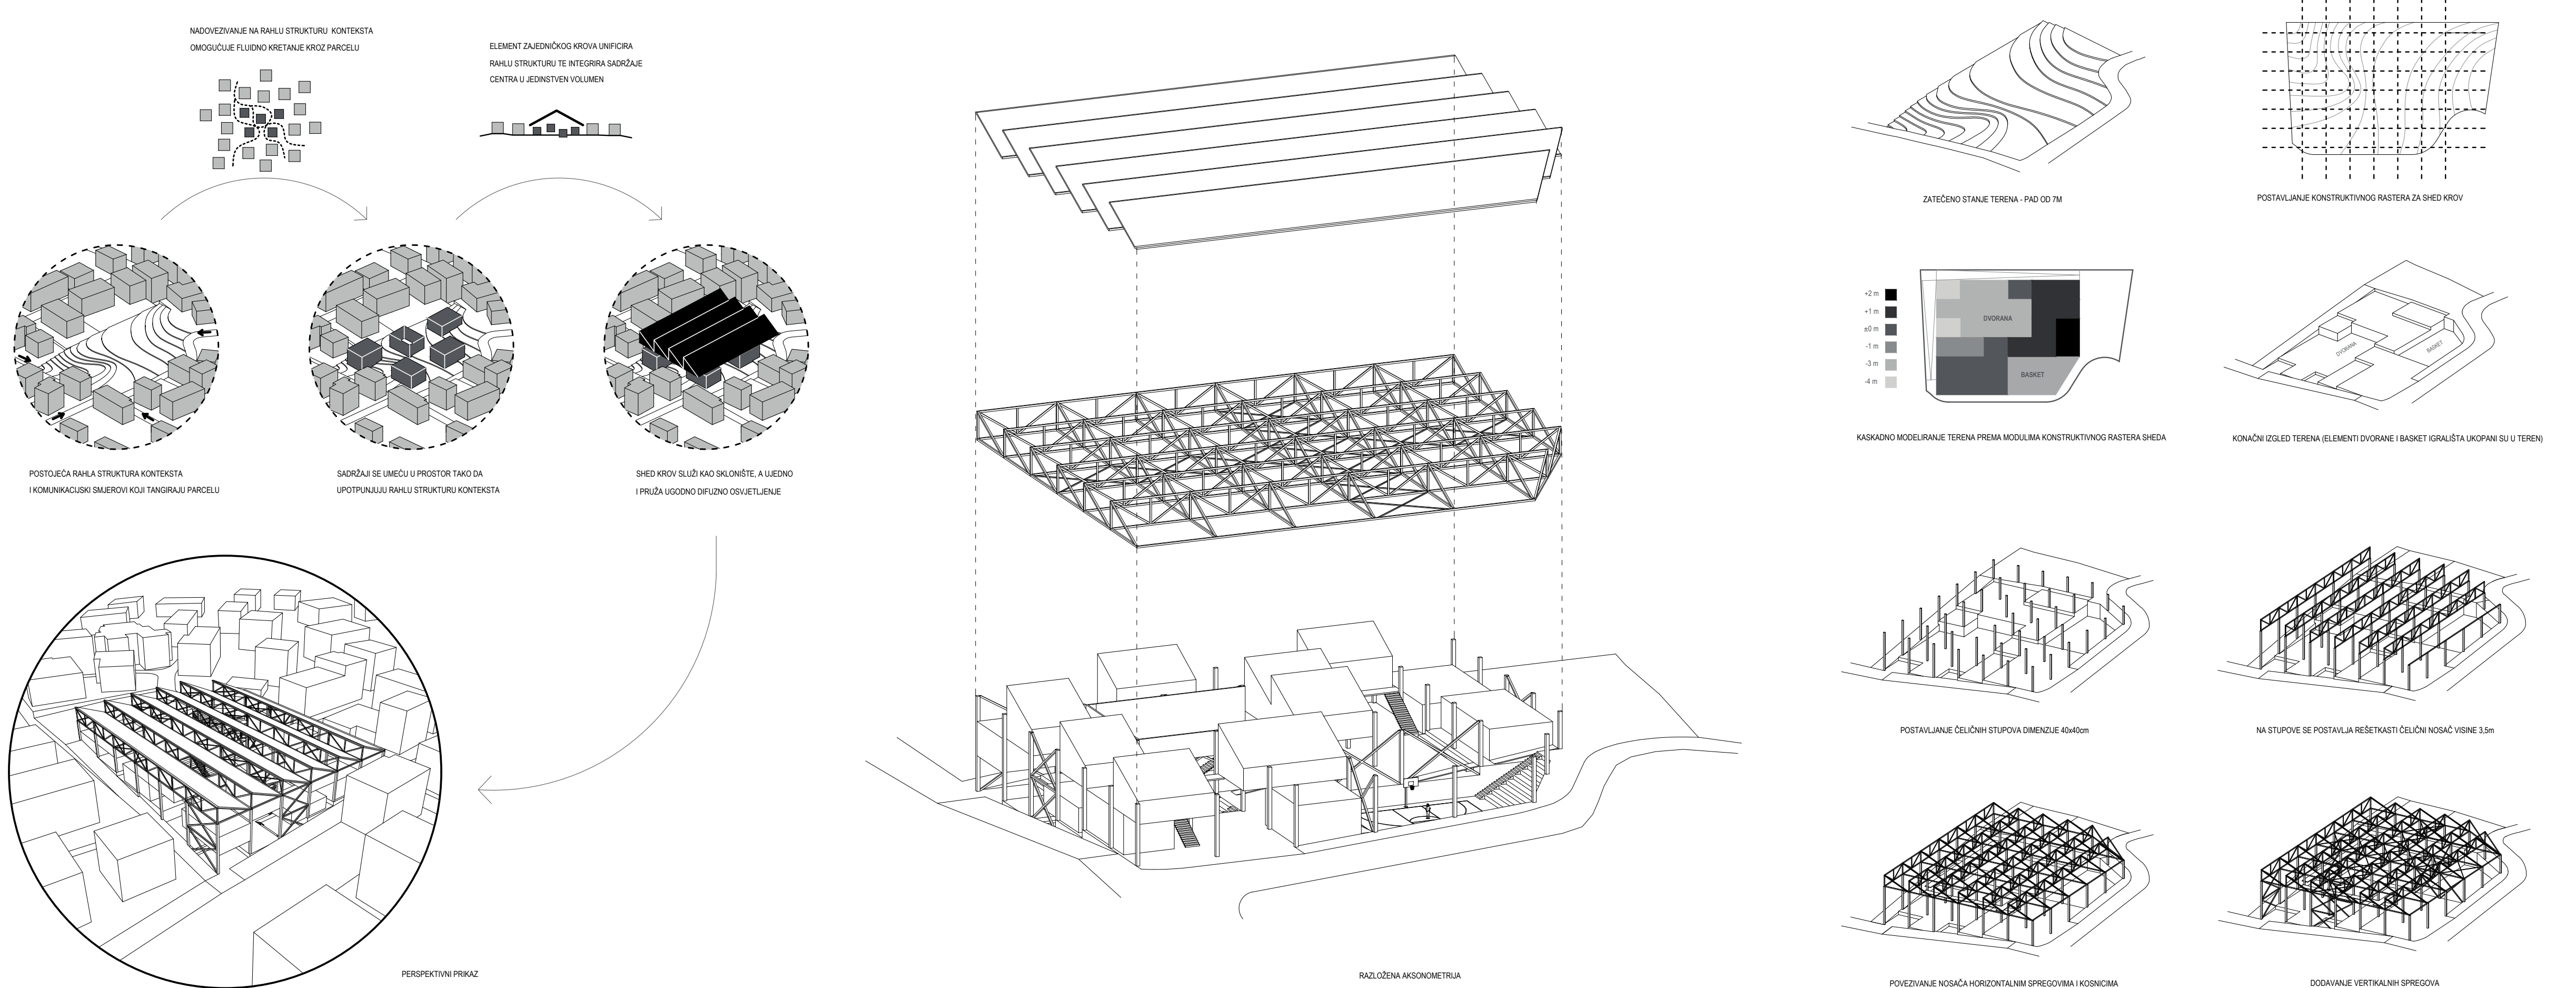 NADOVEZIVANJE NA RAHLU STRUKTURU KONTEKSTA
OMOGUĆUJE FLUIDNO KRETANJE KROZ PARCELU
ELEMENT ZAJEDNIČKOG KROVA UNIFICIRA
RAHLU STRUKTURU TE INTEGRIRA SADRŽAJE
CENTRA U JEDINSTVEN VOLUMEN
POSTOJEĆA RAHLA STRUKTURA KONTEKSTA
I KOMUNIKACIJSKI SMJEROVI KOJI TANGIRAJU PARCELU
SADRŽAJI SE UMEĆU U PROSTOR TAKO DA
UPOTPUNJUJU RAHLU STRUKTURU KONTEKSTA
SHED KROV SLUŽI KAO SKLONIŠTE, A UJEDNO
I PRUŽA UGODNO DIFUZNO OSVJETLJENJE
PERSPEKTIVNI PRIKAZ
RAZLOŽENA AKSONOMETRIJA
ZATEČENO STANJE TERENA - PAD OD 7M
POSTAVLJANJE KONSTRUKTIVNOG RASTERA ZA SHED KROV
+2 m
+1 m
±0 m
-1 m
-3 m
-4 m
DVORANA
BASKET
KASKADNO MODELIRANJE TERENA PREMA MODULIMA KONSTRUKTIVNOG RASTERA SHEDA
DVORANA
BASKET
KONAČNI IZGLED TERENA (ELEMENTI DVORANE I BASKET IGRALIŠTA UKOPANI SU U TEREN)
POSTAVLJANJE ČELIČNIH STUPOVA DIMENZIJE 40x40cm
NA STUPOVE SE POSTAVLJA REŠETKASTI ČELIČNI NOSAČ VISINE 3,5m
POVEZIVANJE NOSAČA HORIZONTALNIM SPREGOVIMA I KOSNICIMA
DODAVANJE VERTIKALNIH SPREGOVA